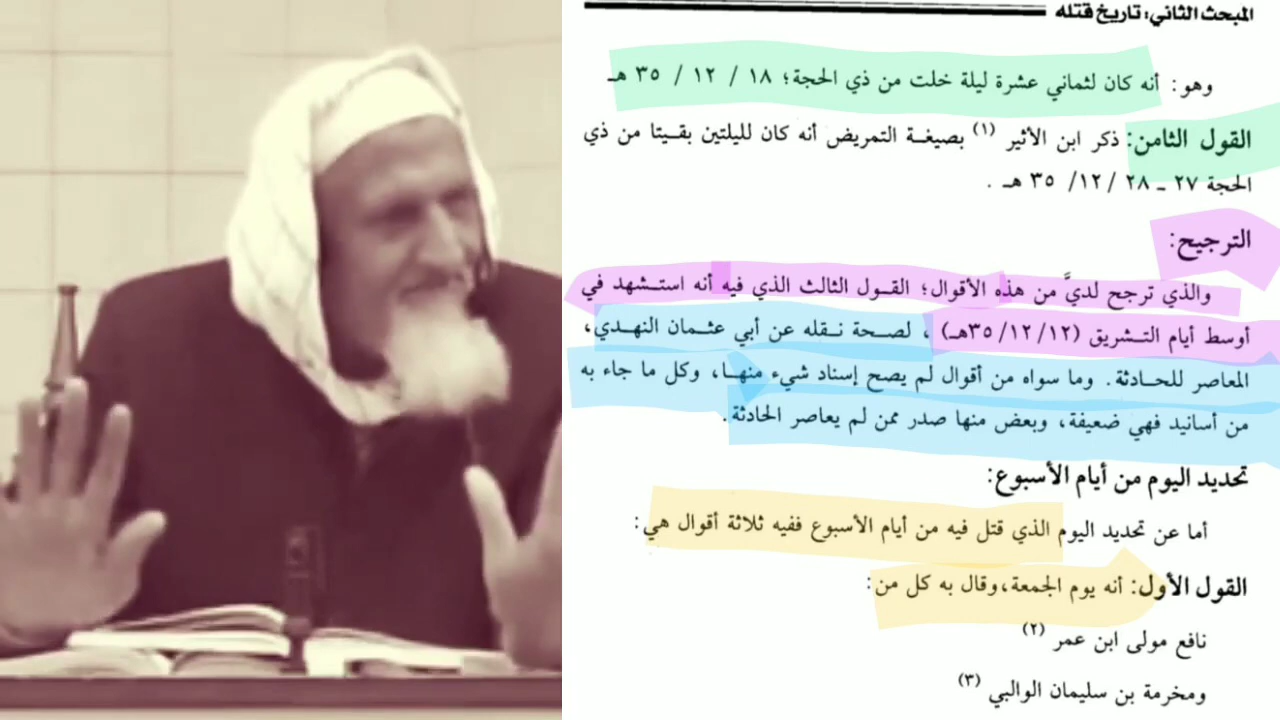 المبحث الثاني: تاريخ قتله
وهو: أنه كان لثماني عشرة ليلة خلت من ذي الحجة؛ ١٨ / ١٢ / ٣٥ هـ
القول الثامن: ذكر ابن الأثير (١) بصيغة التمريض أنه كان لليلتين بقيتا من ذي
الحجة ٢٧ ـ ٢٨ /١٢/ ٣٥ هـ .
الترجيح:
والذي ترجح لديَّ من هذه الأقوال؛ القول الثالث الذي فيه أنه استشهد في
أوسط أيام التشريق (٣٥/١٢/١٢هـ) ، لصحة نقله عن أبي عثمان النهدي،
المعاصر للحادثة. وما سواه من أقوال لم يصح إسناد شيء منها، وكل ما جاء به
من أسانيد فهي ضعيفة، وبعض منها صدر ممن لم يعاصر الحادثة.
تحديد اليوم من أيام الأسبوع:
أما عن تحديد اليوم الذي قتل فيه من أيام الأسبوع ففيه ثلاثة أقوال هي:
القول الأول: أنه يوم الجمعة،وقال به كل من:
نافع مولى ابن عمر (٢)
ومخرمة بن سليمان الوالبي (٣)